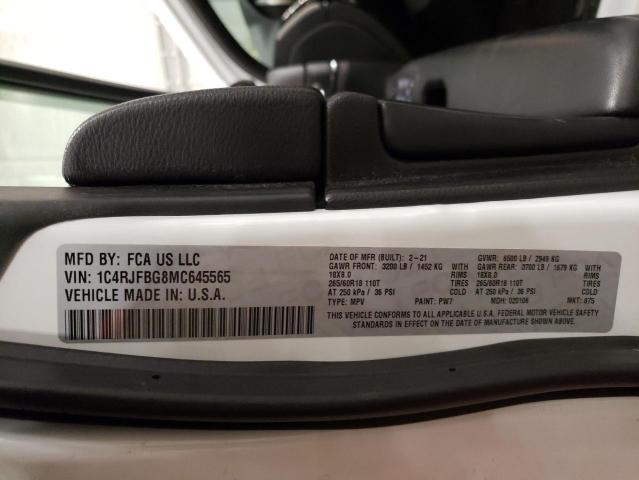 MFD BY: FCA US LLC
VIN: 1C4RJFBG8MC645565
VEHICLE MADE IN: U.S.A.
DATE OF MFR (BUILT): 2-21 GVWR: 6500 LB / 2949 KG
GAWR FRONT: 3200 LB / 1452 KG WITH GAWR REAR: 3700 LB / 1679 KG WITH
18X8.0 RIMS 18X8.0 RIMS
265/60R18 110T TIRES 265/60R18 110T TIRES
AT 250 kPa / 36 PSI COLD AT 250 kPa / 36 PSI COLD
TYPE: MPV PAINT: PW7 MDH: 020106 MKT: 875
THIS VEHICLE CONFORMS TO ALL APPLICABLE U.S.A. FEDERAL MOTOR VEHICLE SAFETY
STANDARDS IN EFFECT ON THE DATE OF MANUFACTURE SHOWN ABOVE.